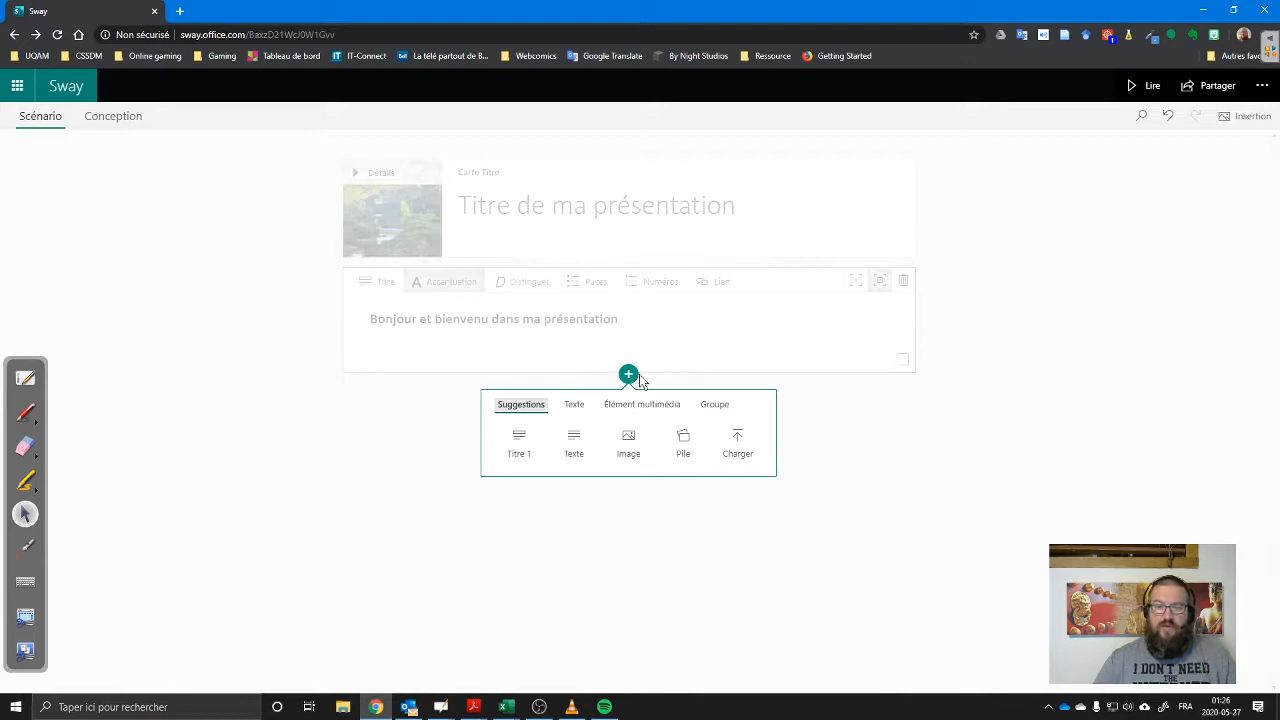 Sway
Non sécurisé | sway.office.com/BaxzD21WcJ0W1Gvv
UQAM
CSSDM
Online gaming
Gaming
Tableau de bord
IT-Connect
La télé partout de B...
Webcomics
Google Translate
By Night Studios
Ressource
Getting Started
Autres favo
Sway
Lire
Partager
Scénario
Conception
Insertion
Détails
Carte Titre
Titre de ma présentation
Titre
Accentuation
Distinguer
Puces
Numéros
Lien
Bonjour et bienvenu dans ma présentation
Suggestions
Texte
Élément multimédia
Groupe
Titre 1
Texte
Image
Pile
Charger
I DON'T NEED
THE
Taper ici pour rechercher
FRA
01:26
2020-05-27